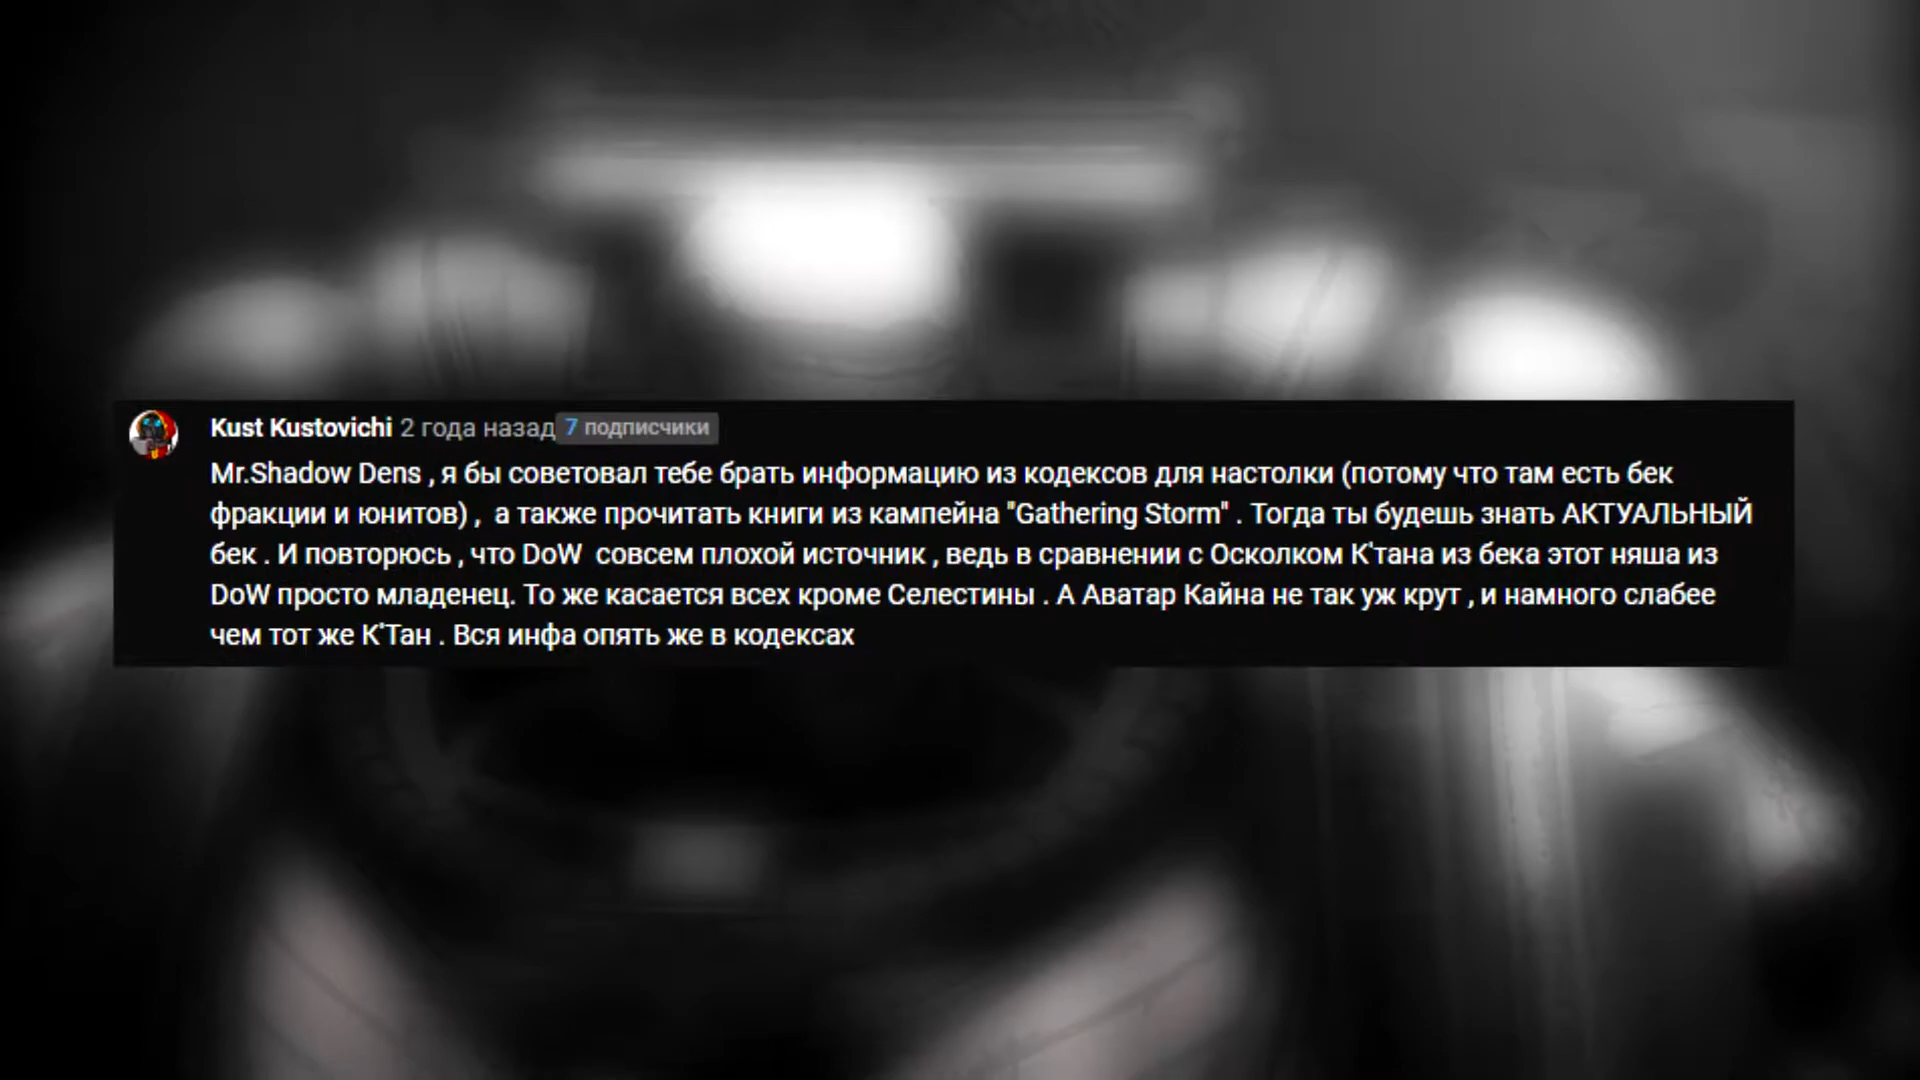 Kust Kustovichi 2 года назад 7 подписчики
Mr.Shadow Dens , я бы советовал тебе брать информацию из кодексов для настолки (потому что там есть бек
фракции и юнитов) ,  а также прочитать книги из кампейна "Gathering Storm" . Тогда ты будешь знать АКТУАЛЬНЫЙ
бек . И повторюсь , что DoW  совсем плохой источник , ведь в сравнении с Осколком К'тана из бека этот няша из
DoW просто младенец. То же касается всех кроме Селестины . А Аватар Кайна не так уж крут , и намного слабее
чем тот же К'Тан . Вся инфа опять же в кодексах